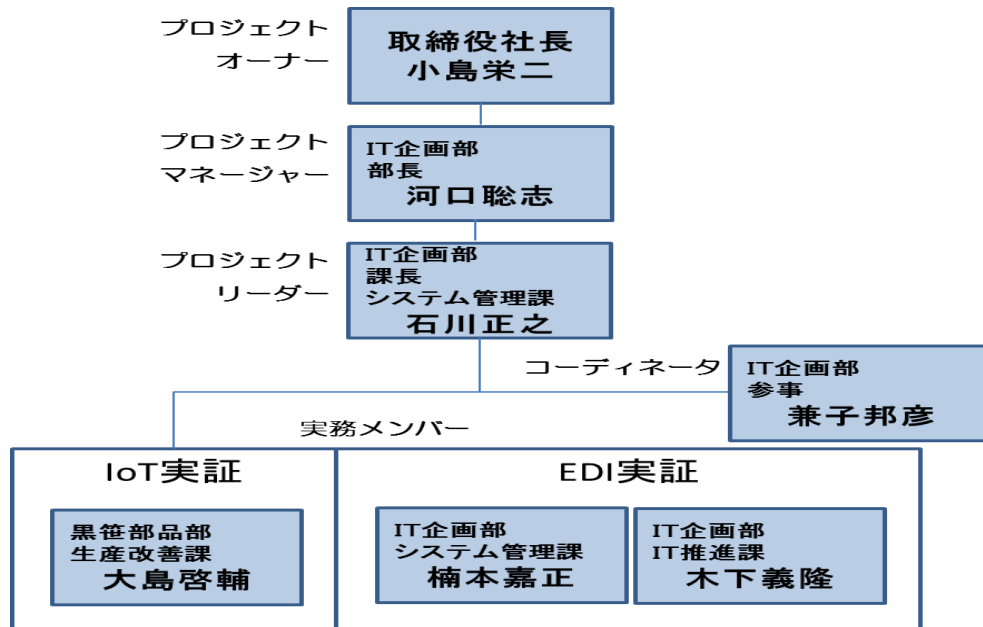 プロジェクト
オーナー
取締役社長
小島栄二
プロジェクト
マネージャー
IT企画部
部長
河口聡志
プロジェクト
リーダー
IT企画部
課長
システム管理課
石川正之
コーディネータ
IT企画部
参事
兼子邦彦
実務メンバー
IoT実証
黒笹部品部
生産改善課
大島啓輔
EDI実証
IT企画部
システム管理課
楠本嘉正
IT企画部
IT推進課
木下義隆